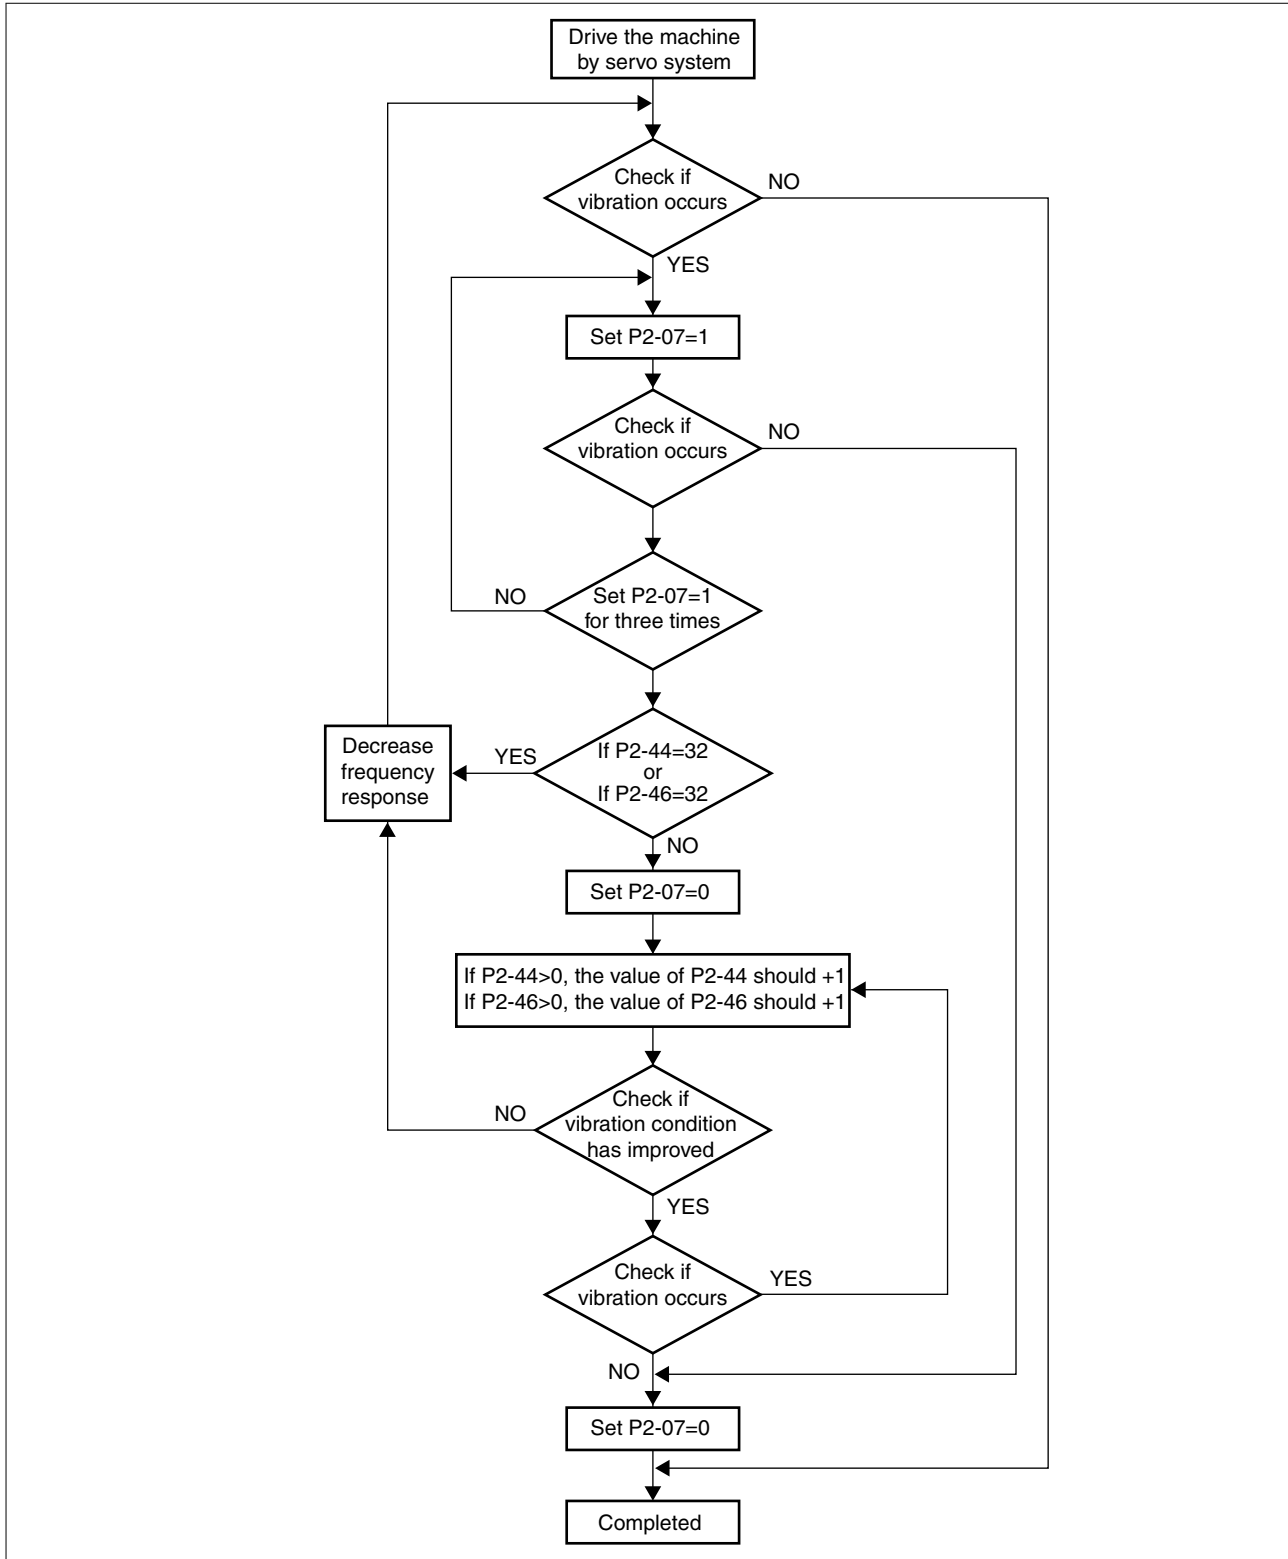 Drive the machine
by servo system
Check if
vibration occurs
NO
YES
Set P2-07=1
Check if
vibration occurs
NO
NO
Set P2-07=1
for three times
Decrease
frequency
response
YES
If P2-44=32
or
If P2-46=32
NO
Set P2-07=0
If P2-44>0, the value of P2-44 should +1
If P2-46>0, the value of P2-46 should +1
NO
Check if
vibration condition
has improved
YES
Check if
vibration occurs
YES
NO
Set P2-07=0
Completed